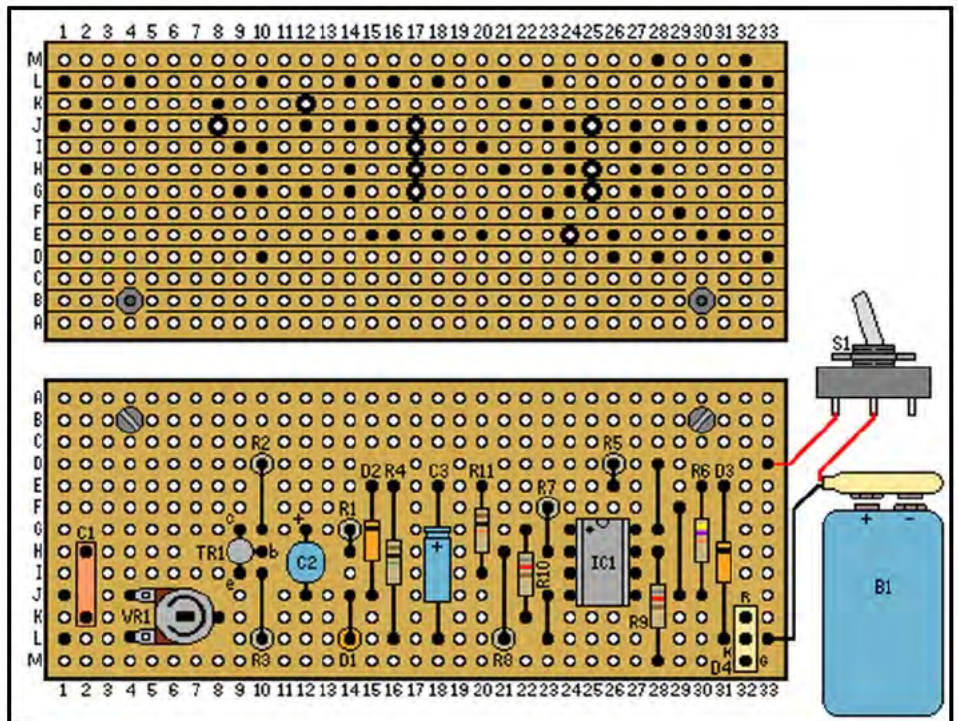 1 2 3 4 5 6 7 8 9 10 11 12 13 14 15 16 17 18 19 20 21 22 23 24 25 26 27 28 29 30 31 32 33
M
L
K
J
I
H
G
F
E
D
C
B
A
S1
A
B
C
D
E
F
G
H
I
J
K
L
M
R2
R5
D2 R4 C3 R11 R6 D3
R7
R1
c +
C1 TR1 b C2 + R10 IC1
e
VR1 R9 R
K
R3 D1 R8 D4 G
+ −
B1
1 2 3 4 5 6 7 8 9 10 11 12 13 14 15 16 17 18 19 20 21 22 23 24 25 26 27 28 29 30 31 32 33